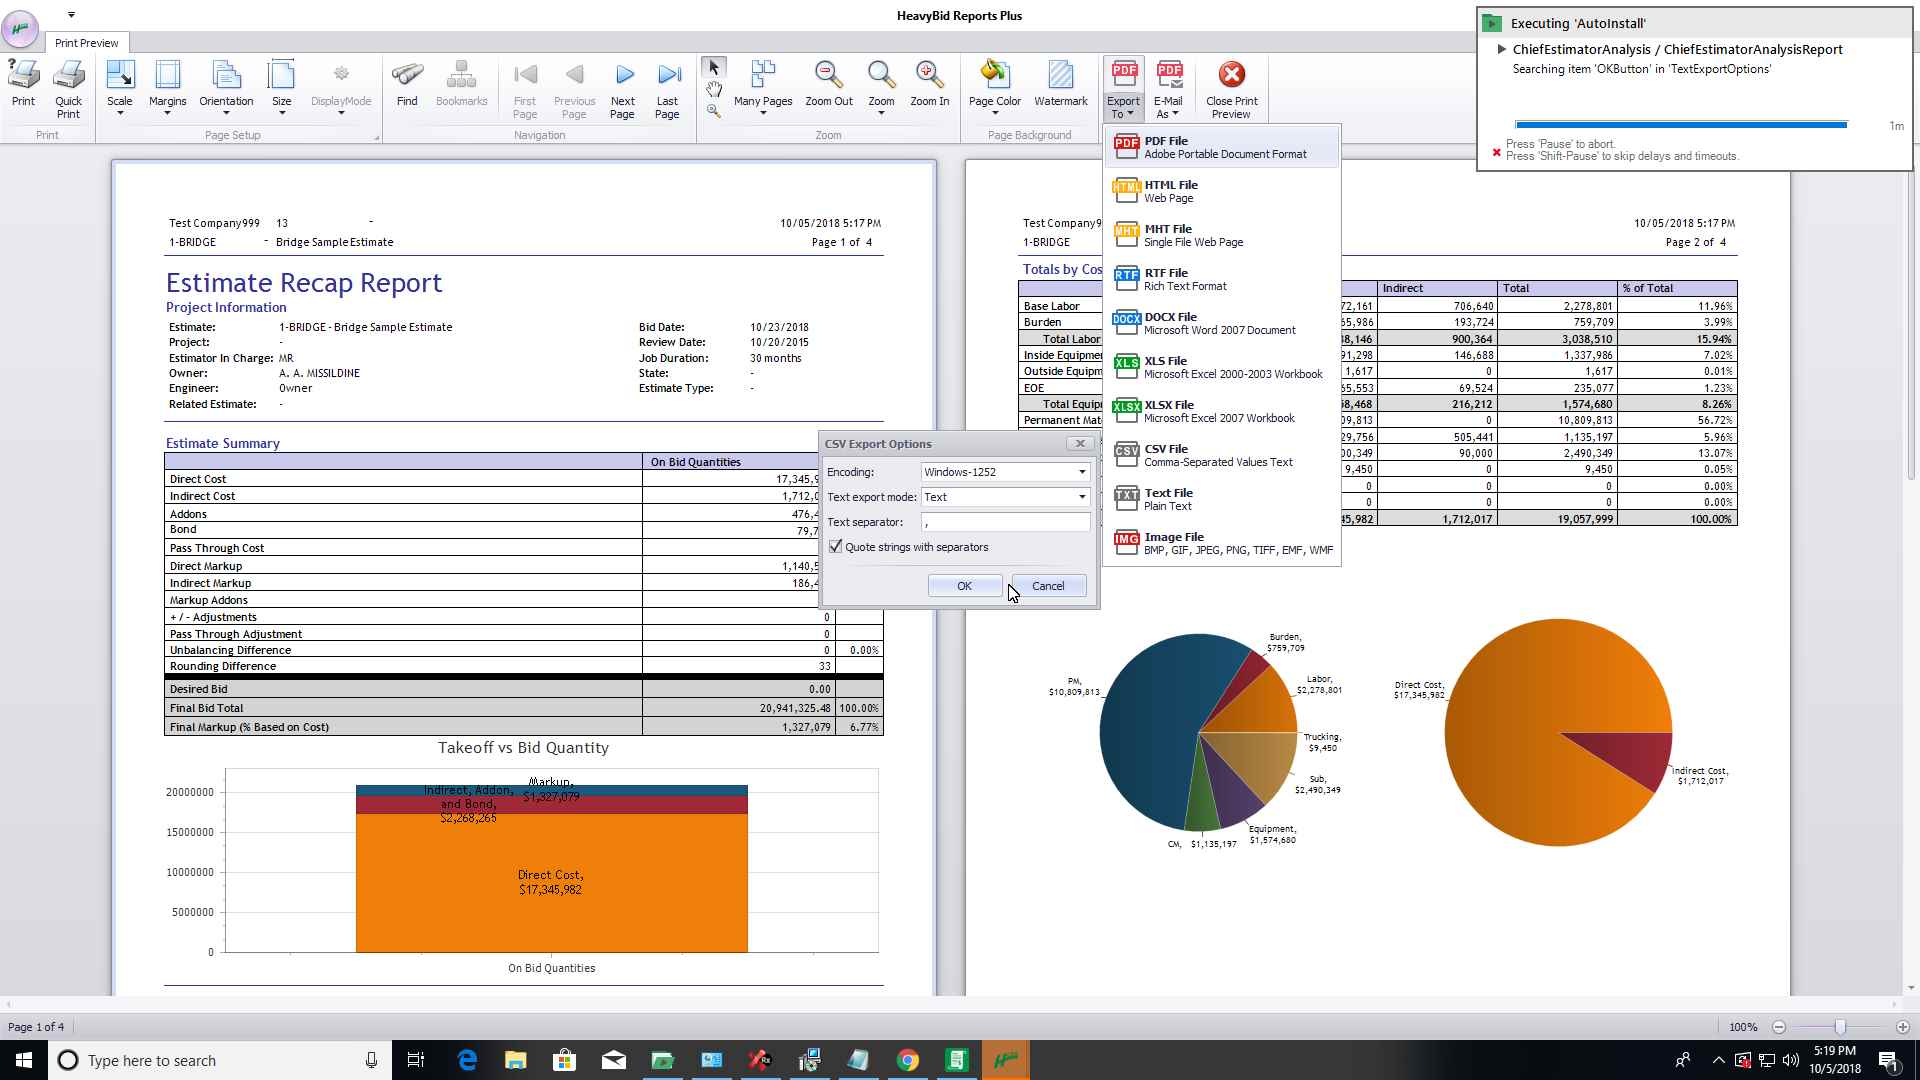 HeavyBid Reports Plus
Print Preview
Print
Quick Print
Scale
Margins
Orientation
Size
DisplayMode
Find
Bookmarks
First Page
Previous Page
Next Page
Last Page
Many Pages
Zoom Out
Zoom
Zoom In
Page Color
Watermark
Export To
E-Mail As
Close Print Preview
Print
Page Setup
Navigation
Zoom
Page Background
Executing 'AutoInstall'
ChiefEstimatorAnalysis / ChiefEstimatorAnalysisReport
Searching item 'OKButton' in 'TextExportOptions'
1m
Press 'Pause' to abort.
Press 'Shift-Pause' to skip delays and timeouts.
PDF File
Adobe Portable Document Format
HTML File
Web Page
MHT File
Single File Web Page
RTF File
Rich Text Format
DOCX File
Microsoft Word 2007 Document
XLS File
Microsoft Excel 2000-2003 Workbook
XLSX File
Microsoft Excel 2007 Workbook
CSV File
Comma-Separated Values Text
Text File
Plain Text
Image File
BMP, GIF, JPEG, PNG, TIFF, EMF, WMF
Test Company999 13 - 10/05/2018 5:17 PM
1-BRIDGE - Bridge Sample Estimate Page 1 of 4
Estimate Recap Report
Project Information
Estimate: 1-BRIDGE - Bridge Sample Estimate Bid Date: 10/23/2018
Project: - Review Date: 10/20/2015
Estimator In Charge: MR Job Duration: 30 months
Owner: A. A. MISSILDINE State: -
Engineer: Owner Estimate Type: -
Related Estimate: -
Estimate Summary
On Bid Quantities
Direct Cost 17,345,9
Indirect Cost 1,712,0
Addons 476,4
Bond 79,7
Pass Through Cost
Direct Markup 1,140,5
Indirect Markup 186,4
Markup Addons
+ / - Adjustments 0
Pass Through Adjustment 0
Unbalancing Difference 0 0.00%
Rounding Difference 33
Desired Bid 0.00
Final Bid Total 20,941,325.48 100.00%
Final Markup (% Based on Cost) 1,327,079 6.77%
Takeoff vs Bid Quantity
20000000
15000000
10000000
5000000
0
Markup, $1,327,079
Indirect, Addon, and Bond, $2,268,265
Direct Cost, $17,345,982
On Bid Quantities
CSV Export Options
Encoding: Windows-1252
Text export mode: Text
Text separator: ,
Quote strings with separators
OK Cancel
Test Company9 10/05/2018 5:17 PM
1-BRIDGE Page 2 of 4
Totals by Cos
Indirect Total % of Total
Base Labor 72,161 706,640 2,278,801 11.96%
Burden 65,986 193,724 759,709 3.99%
Total Labor 38,146 900,364 3,038,510 15.94%
Inside Equipme 91,298 146,688 1,337,986 7.02%
Outside Equipm 1,617 0 1,617 0.01%
EOE 65,553 69,524 235,077 1.23%
Total Equip 58,468 216,212 1,574,680 8.26%
Permanent Mat 09,813 0 10,809,813 56.72%
29,756 505,441 1,135,197 5.96%
00,349 90,000 2,490,349 13.07%
9,450 0 9,450 0.05%
0 0 0 0.00%
0 0 0 0.00%
45,982 1,712,017 19,057,999 100.00%
Burden, $759,709
Labor, $2,278,801
PM, $10,809,813
Trucking, $9,450
Sub, $2,490,349
Equipment, $1,574,680
CM, $1,135,197
Direct Cost, $17,345,982
Indirect Cost, $1,712,017
Page 1 of 4
100%
Type here to search
5:19 PM
10/5/2018